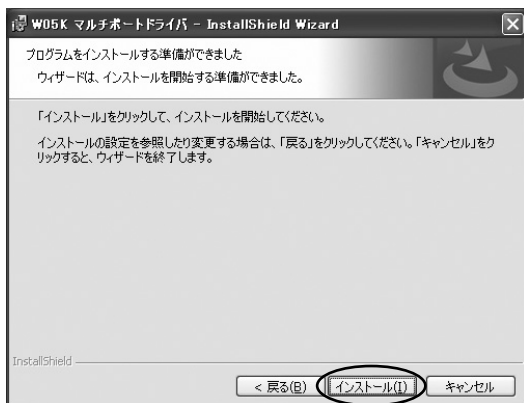 W05K マルチポートドライバ - InstallShield Wizard
プログラムをインストールする準備ができました
ウィザードは、インストールを開始する準備ができました。
「インストール」をクリックして、インストールを開始してください。
インストールの設定を参照したり変更する場合は、「戻る」をクリックしてください。「キャンセル」をク
リックすると、ウィザードを終了します。
InstallShield
< 戻る(B) インストール(I) キャンセル